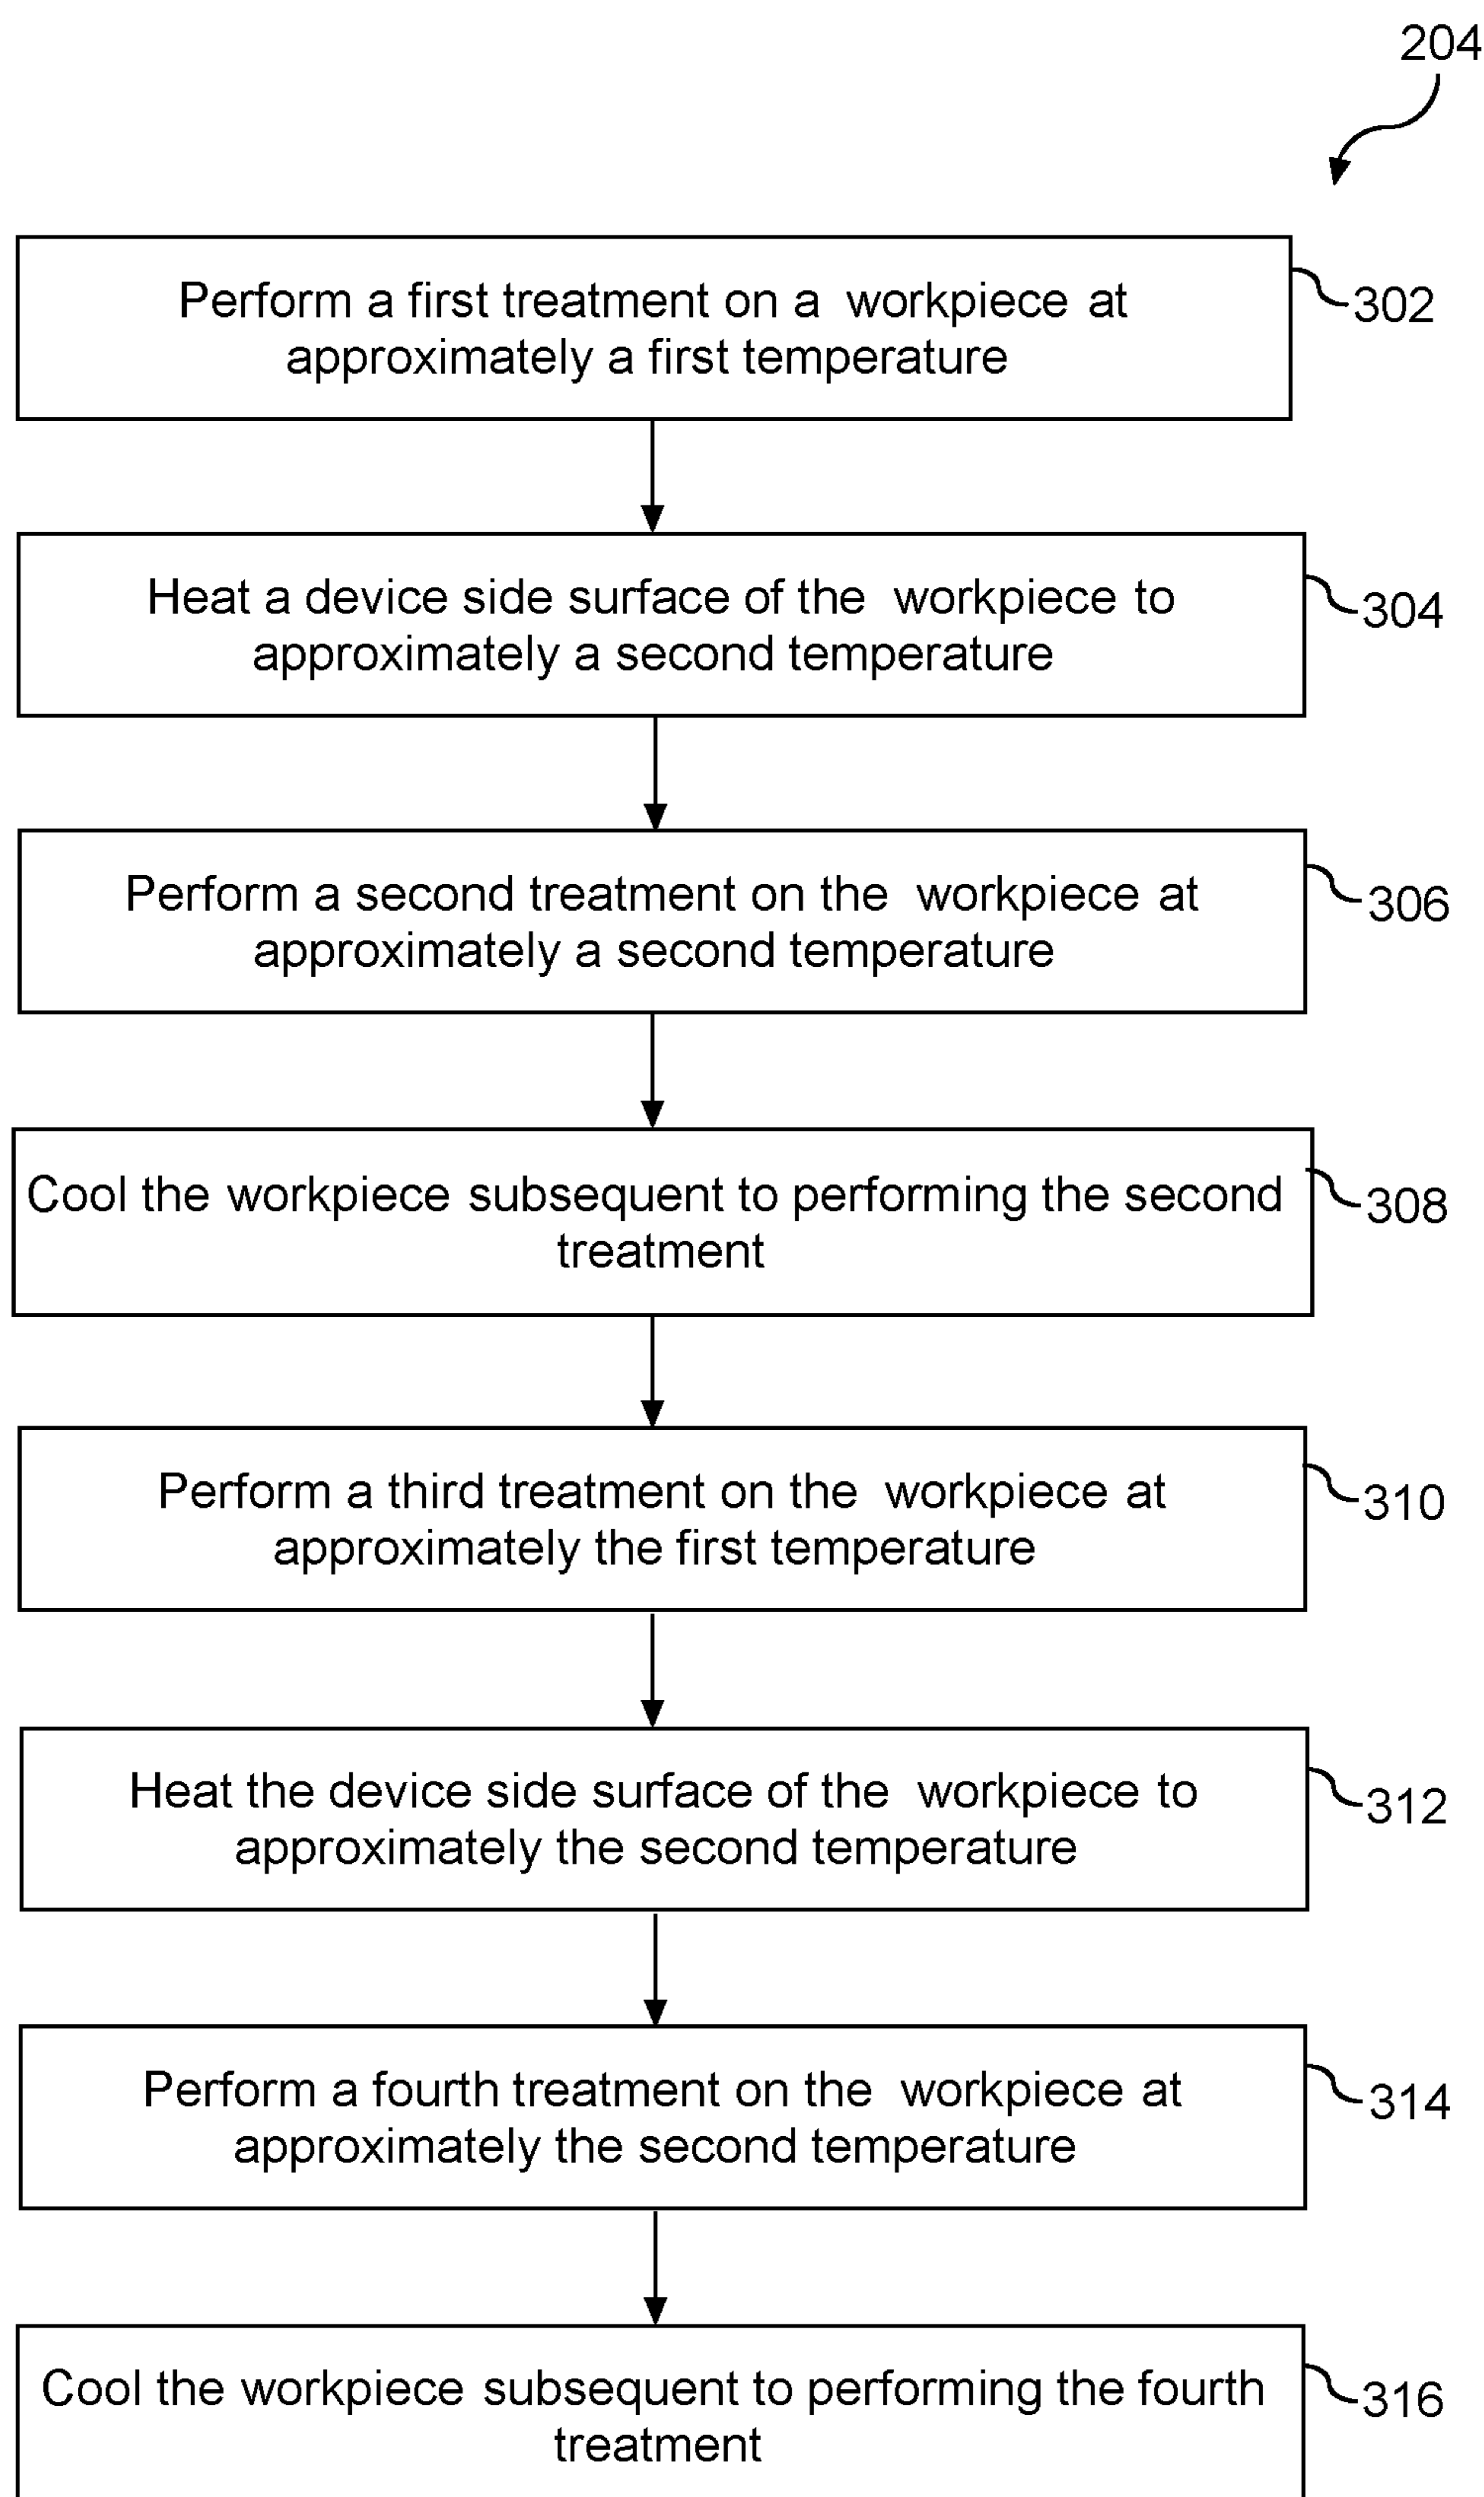 204
Perform a first treatment on a workpiece at
approximately a first temperature
302
Heat a device side surface of the workpiece to
approximately a second temperature
304
Perform a second treatment on the workpiece at
approximately a second temperature
306
Cool the workpiece subsequent to performing the second
treatment
308
Perform a third treatment on the workpiece at
approximately the first temperature
310
Heat the device side surface of the workpiece to
approximately the second temperature
312
Perform a fourth treatment on the workpiece at
approximately the second temperature
314
Cool the workpiece subsequent to performing the fourth
treatment
316